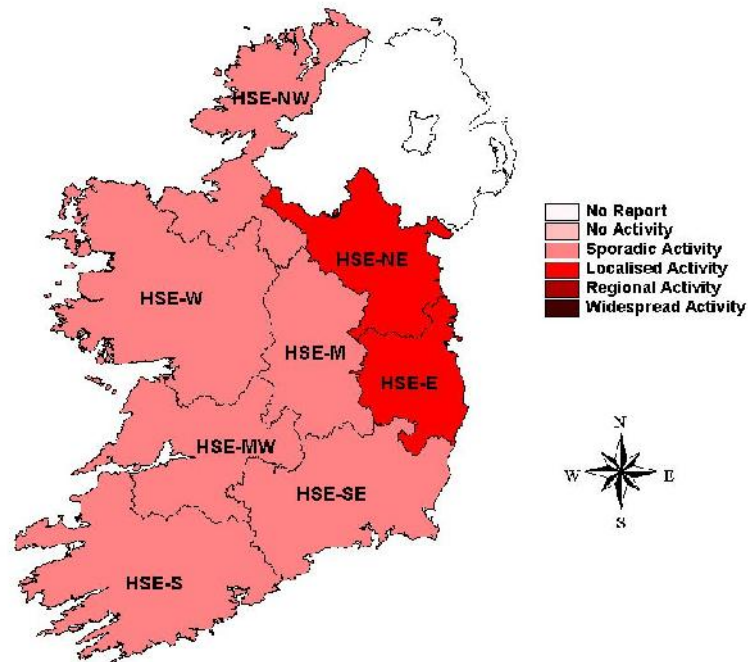 HSE-NW
HSE-NE
HSE-W
HSE-M
HSE-E
HSE-MW
HSE-SE
HSE-S
No Report
No Activity
Sporadic Activity
Localised Activity
Regional Activity
Widespread Activity
N
W E
S